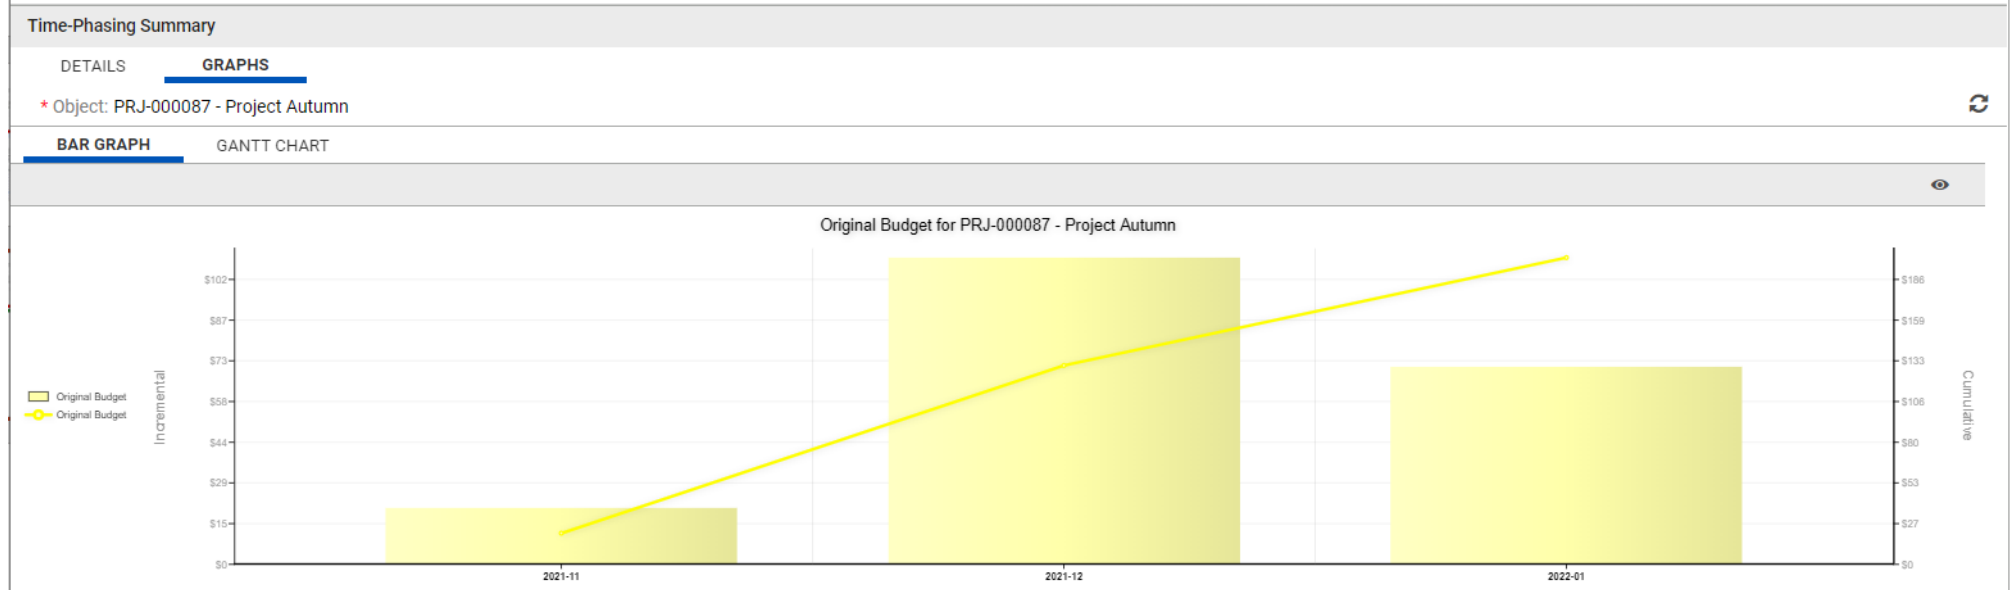 Time-Phasing Summary
DETAILS GRAPHS
* Object: PRJ-000087 - Project Autumn
BAR GRAPH GANTT CHART
Original Budget for PRJ-000087 - Project Autumn
Original Budget
Original Budget
Incremental
$102
$87
$73
$58
$44
$29
$15
$0
2021-11 2021-12 2022-01
$186
$159
$133
$106
$80
$53
$27
$0
Cumulative